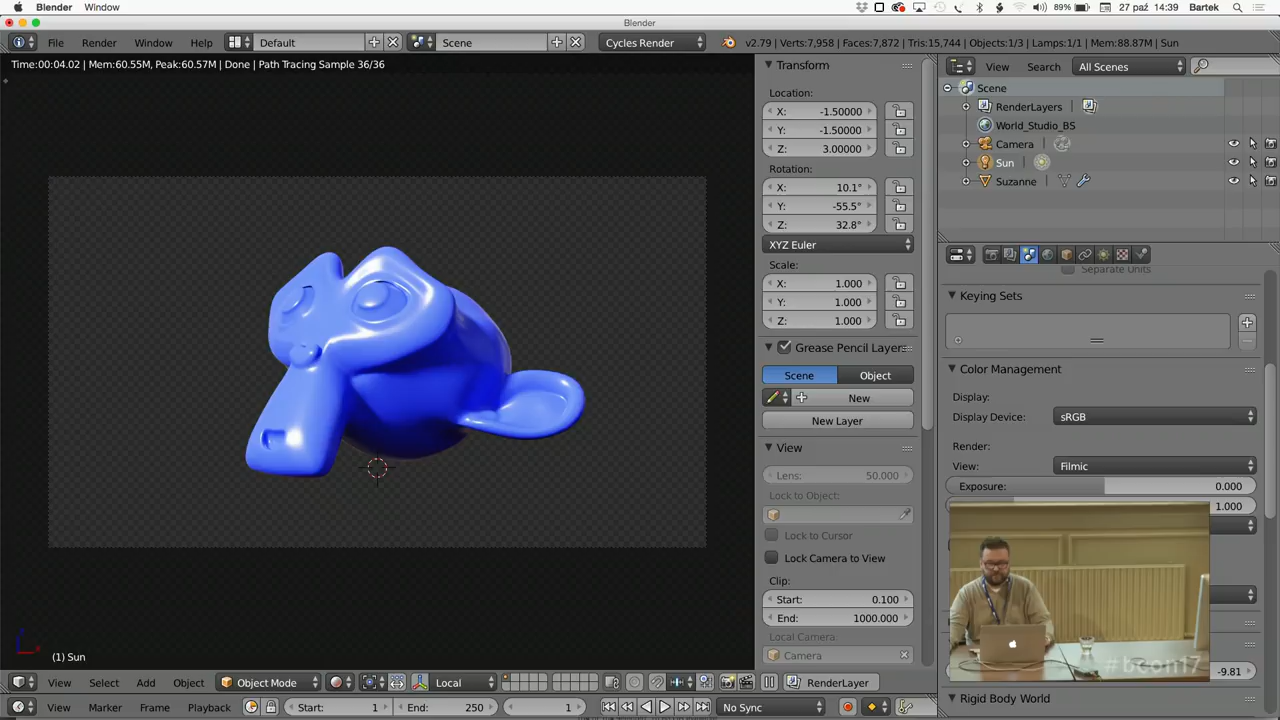 Blender Window 89% 27 paź 14:39 Bartek
Blender
File Render Window Help Default Scene Cycles Render v2.79 | Verts:7,958 | Faces:7,872 | Tris:15,744 | Objects:1/3 | Lamps:1/1 | Mem:88.87M | Sun
Time:00:04.02 | Mem:60.55M, Peak:60.57M | Done | Path Tracing Sample 36/36
Transform
Location:
X: -1.50000
Y: -1.50000
Z: 3.00000
Rotation:
X: 10.1°
Y: -55.5°
Z: 32.8°
XYZ Euler
Scale:
X: 1.000
Y: 1.000
Z: 1.000
Grease Pencil Layers
Scene Object
New
New Layer
View
Lens: 50.000
Lock to Object:
Lock to Cursor
Lock Camera to View
Clip:
Start: 0.100
End: 1000.000
Local Camera:
Camera
View Search All Scenes
Scene
RenderLayers
World_Studio_BS
Camera
Sun
Suzanne
Separate Units
Keying Sets
Color Management
Display:
Display Device: sRGB
Render:
View: Filmic
Exposure: 0.000
1.000
#bcon17
-9.81
Rigid Body World
(1) Sun
View Select Add Object Object Mode Local RenderLayer
View Marker Frame Playback Start: 1 End: 250 1 No Sync